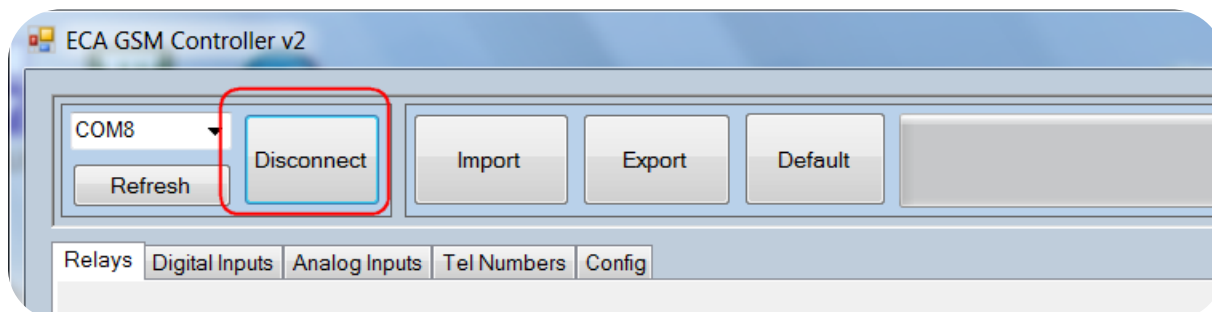 ECA GSM Controller v2
COM8
Refresh
Disconnect
Import
Export
Default
Relays
Digital Inputs
Analog Inputs
Tel Numbers
Config